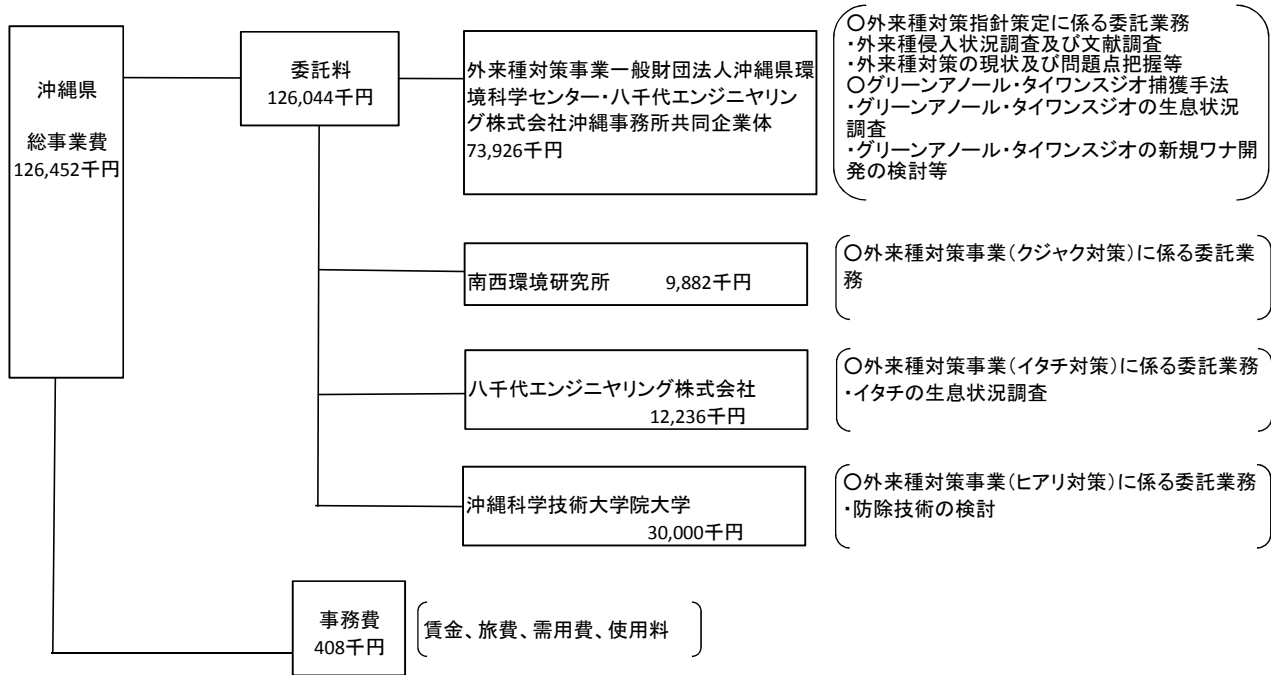 沖縄県
総事業費
126,452千円
委託料
126,044千円
外来種対策事業一般財団法人沖縄県環
境科学センター・八千代エンジニヤリン
グ株式会社沖縄事務所共同企業体
73,926千円
〇外来種対策指針策定に係る委託業務
・外来種侵入状況調査及び文献調査
・外来種対策の現状及び問題点把握等
〇グリーンアノール・タイワンスジオ捕獲手法
・グリーンアノール・タイワンスジオの生息状況
調査
・グリーンアノール・タイワンスジオの新規ワナ開
発の検討等
南西環境研究所 9,882千円
〇外来種対策事業(クジャク対策)に係る委託業
務
八千代エンジニヤリング株式会社
12,236千円
〇外来種対策事業(イタチ対策)に係る委託業務
・イタチの生息状況調査
沖縄科学技術大学院大学
30,000千円
〇外来種対策事業(ヒアリ対策)に係る委託業務
・防除技術の検討
事務費
408千円
賃金、旅費、需用費、使用料